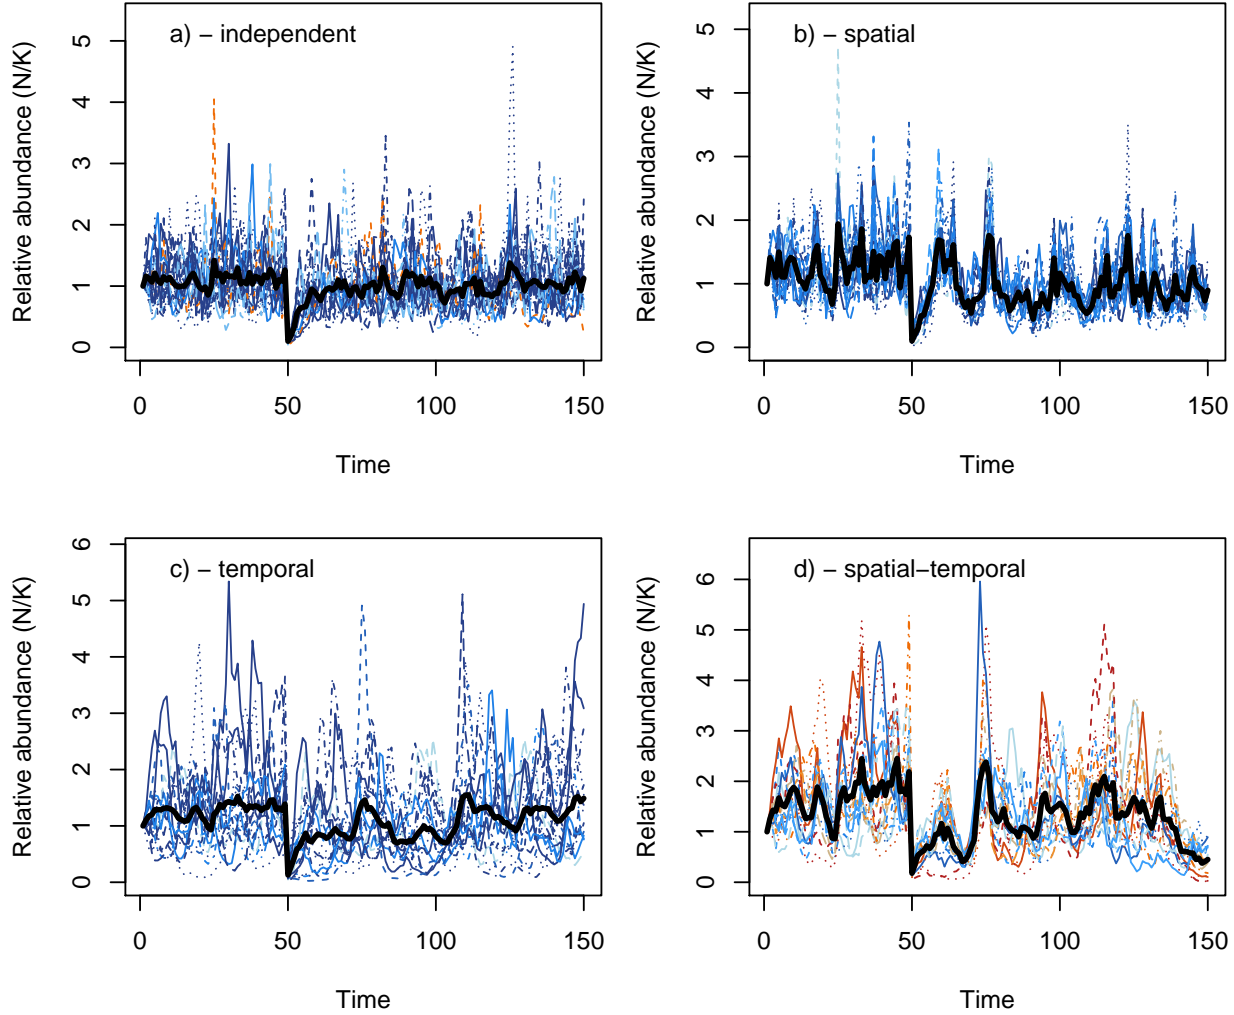 a) − independent
Relative abundance (N/K)
5
4
3
2
1
0
0 50 100 150
Time
b) − spatial
Relative abundance (N/K)
5
4
3
2
1
0
0 50 100 150
Time
c) − temporal
Relative abundance (N/K)
6
5
4
3
2
1
0
0 50 100 150
Time
d) − spatial−temporal
Relative abundance (N/K)
6
5
4
3
2
1
0
0 50 100 150
Time